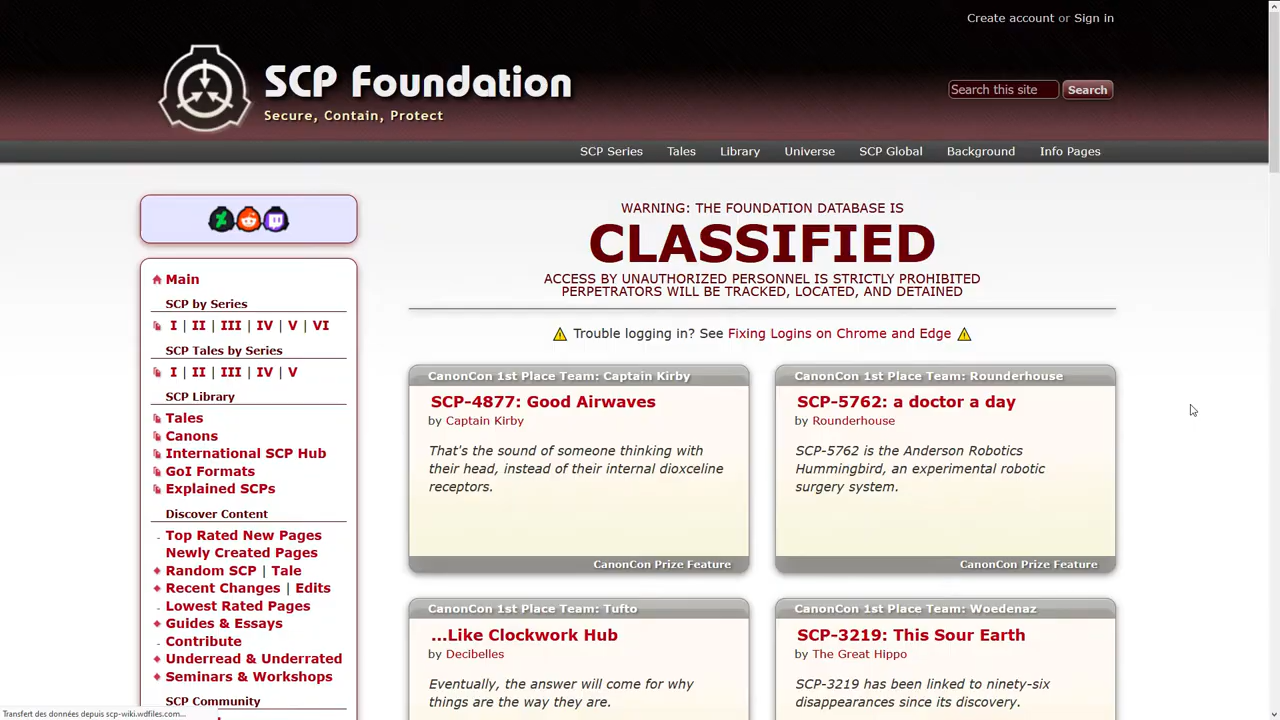 Create account or Sign in
SCP Foundation
Secure, Contain, Protect
Search this site Search
SCP Series Tales Library Universe SCP Global Background Info Pages
Main
SCP by Series
I | II | III | IV | V | VI
SCP Tales by Series
I | II | III | IV | V
SCP Library
Tales
Canons
International SCP Hub
GoI Formats
Explained SCPs
Discover Content
Top Rated New Pages
Newly Created Pages
Random SCP | Tale
Recent Changes | Edits
Lowest Rated Pages
Guides & Essays
Contribute
Underread & Underrated
Seminars & Workshops
SCP Community
WARNING: THE FOUNDATION DATABASE IS
CLASSIFIED
ACCESS BY UNAUTHORIZED PERSONNEL IS STRICTLY PROHIBITED
PERPETRATORS WILL BE TRACKED, LOCATED, AND DETAINED
Trouble logging in? See Fixing Logins on Chrome and Edge
CanonCon 1st Place Team: Captain Kirby
SCP-4877: Good Airwaves
by Captain Kirby
That's the sound of someone thinking with
their head, instead of their internal dioxceline
receptors.
CanonCon Prize Feature
CanonCon 1st Place Team: Rounderhouse
SCP-5762: a doctor a day
by Rounderhouse
SCP-5762 is the Anderson Robotics
Hummingbird, an experimental robotic
surgery system.
CanonCon Prize Feature
CanonCon 1st Place Team: Tufto
...Like Clockwork Hub
by Decibelles
Eventually, the answer will come for why
things are the way they are.
CanonCon 1st Place Team: Woedenaz
SCP-3219: This Sour Earth
by The Great Hippo
SCP-3219 has been linked to ninety-six
disappearances since its discovery.
Transfert des données depuis scp-wiki.wdfiles.com...